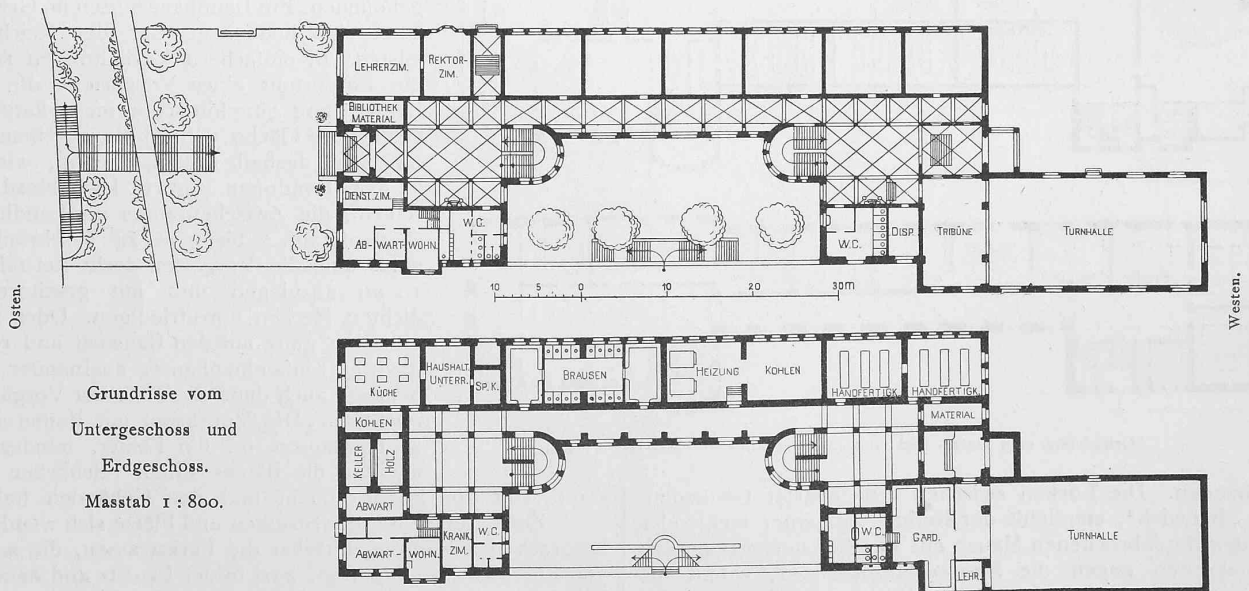 LEHRERZIM.
REKTOR-
ZIM.
BIBLIOTHEK
MATERIAL
DIENST.ZIM.
AB- WART- WOHN.
W.C.
W.C.
DISP.
TRIBÜNE
TURNHALLE
10 5 0 10 20 30m
Osten.
Westen.
Grundrisse vom
Untergeschoss und
Erdgeschoss.
Masstab 1 : 800.
KÜCHE
HAUSHALT.
UNTERR.
SP.K.
BRAUSEN
HEIZUNG
KOHLEN
HANDFERTIGK.
HANDFERTIGK.
KOHLEN
MATERIAL
KELLER
HOLZ
ABWART
ABWART-
WOHN.
KRANK.
ZIM.
W.C.
W.C.
GARD.
LEHR.
TURNHALLE